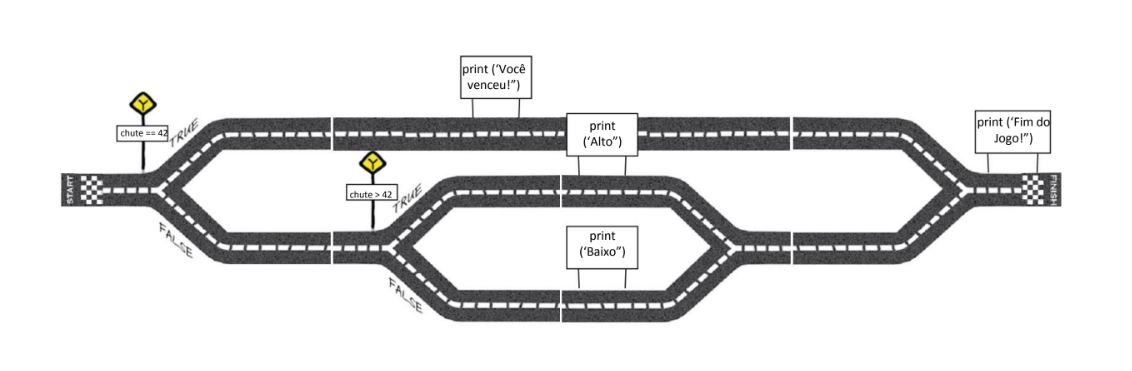 print (‘Você
venceu!”)
chute == 42
TRUE
print
(‘Alto”)
print (‘Fim do
Jogo!”)
START
chute > 42
TRUE
FINISH
FALSE
print
(‘Baixo”)
FALSE